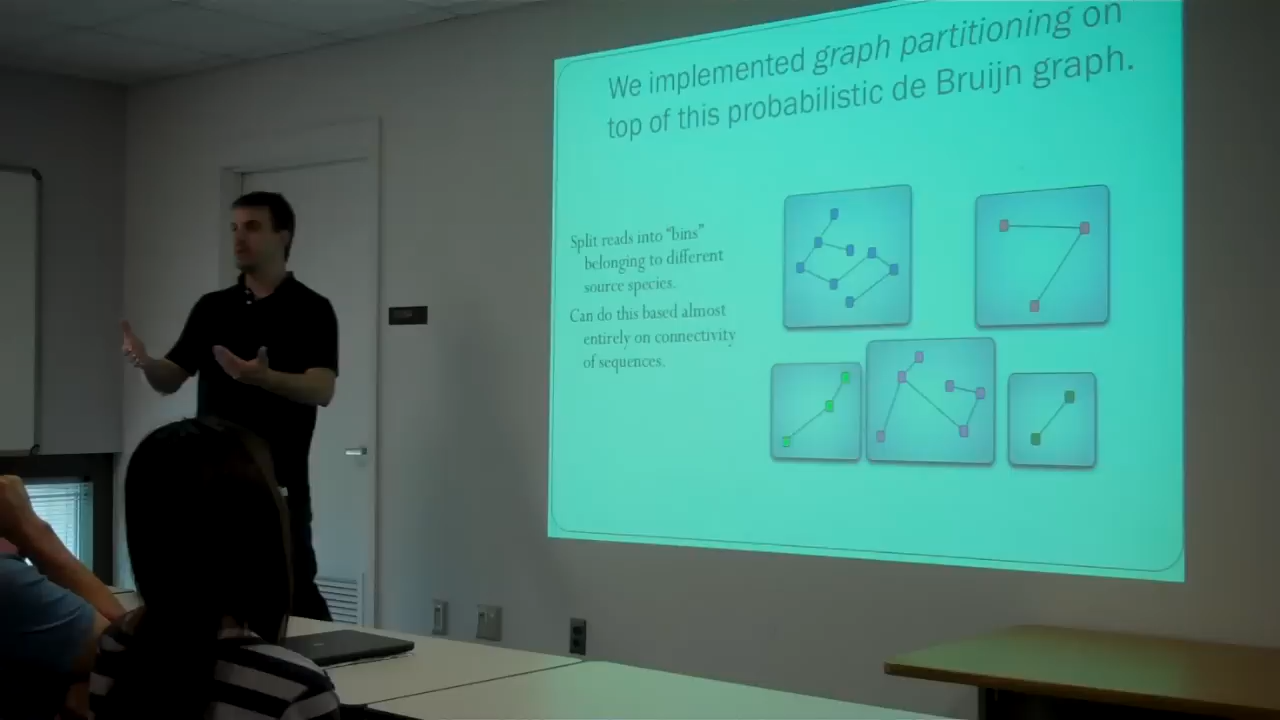 We implemented graph partitioning on
top of this probabilistic de Bruijn graph.
Split reads into “bins”
belonging to different
source species.
Can do this based almost
entirely on connectivity
of sequences.